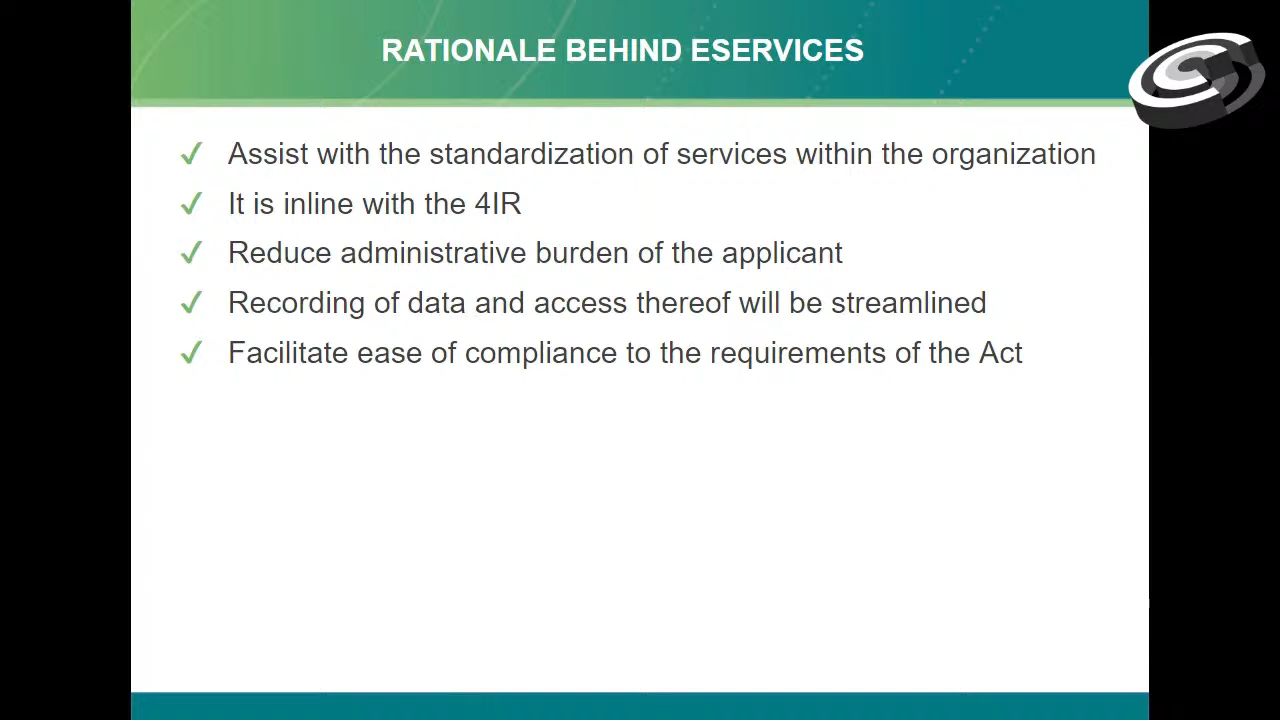 RATIONALE BEHIND ESERVICES
✓ Assist with the standardization of services within the organization
✓ It is inline with the 4IR
✓ Reduce administrative burden of the applicant
✓ Recording of data and access thereof will be streamlined
✓ Facilitate ease of compliance to the requirements of the Act